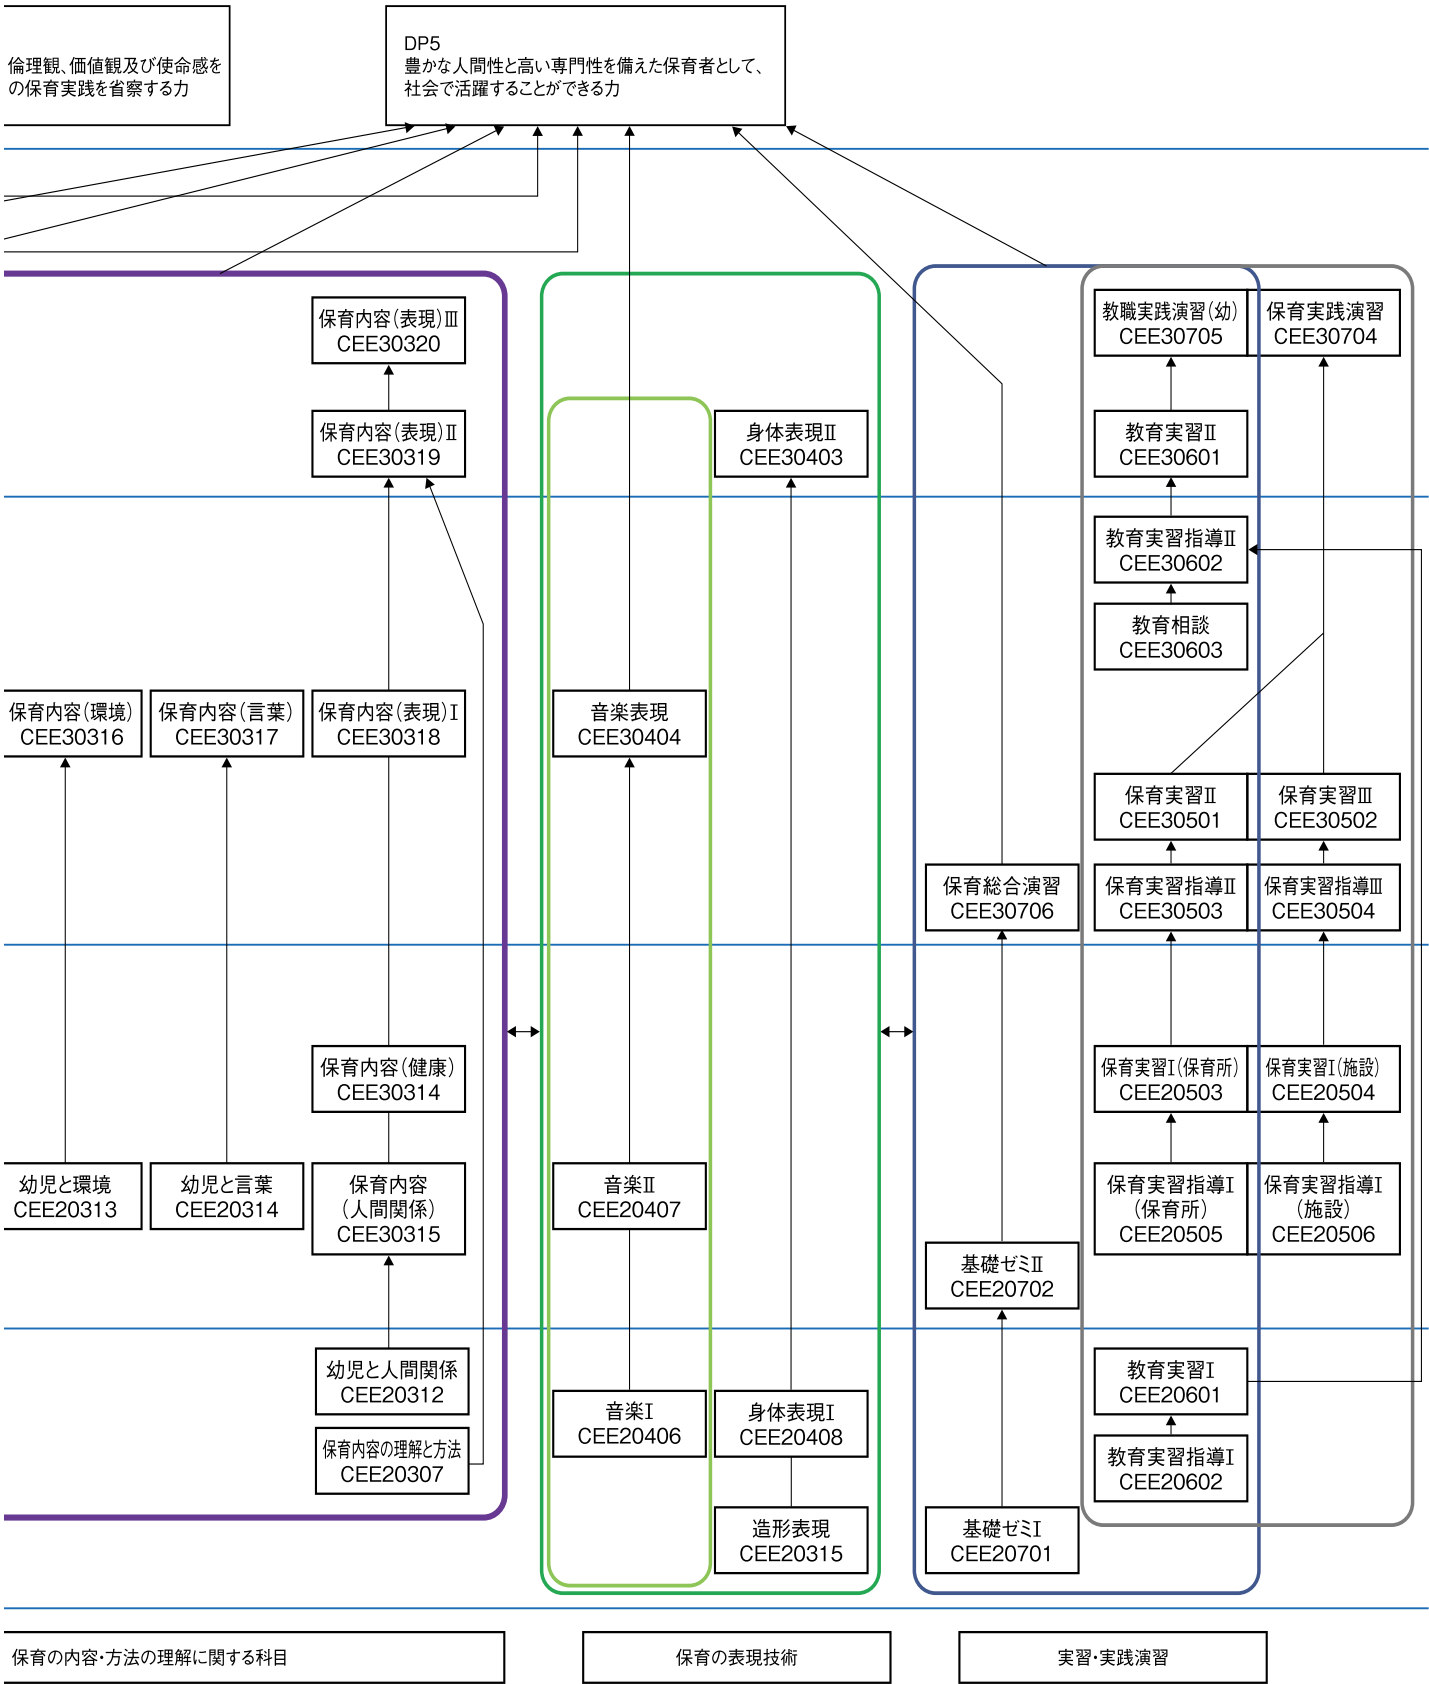 倫理観、価値観及び使命感を
の保育実践を省察する力
DP5
豊かな人間性と高い専門性を備えた保育者として、
社会で活躍することができる力
保育内容(表現)Ⅲ
CEE30320
教職実践演習(幼)
CEE30705
保育実践演習
CEE30704
保育内容(表現)Ⅱ
CEE30319
身体表現Ⅱ
CEE30403
教育実習Ⅱ
CEE30601
教育実習指導Ⅱ
CEE30602
教育相談
CEE30603
保育内容(環境)
CEE30316
保育内容(言葉)
CEE30317
保育内容(表現)Ⅰ
CEE30318
音楽表現
CEE30404
保育実習Ⅱ
CEE30501
保育実習Ⅲ
CEE30502
保育総合演習
CEE30706
保育実習指導Ⅱ
CEE30503
保育実習指導Ⅲ
CEE30504
保育内容(健康)
CEE30314
保育実習Ⅰ(保育所)
CEE20503
保育実習Ⅰ(施設)
CEE20504
幼児と環境
CEE20313
幼児と言葉
CEE20314
保育内容
(人間関係)
CEE30315
音楽Ⅱ
CEE20407
保育実習指導Ⅰ
(保育所)
CEE20505
保育実習指導Ⅰ
(施設)
CEE20506
基礎ゼミⅡ
CEE20702
幼児と人間関係
CEE20312
教育実習Ⅰ
CEE20601
音楽Ⅰ
CEE20406
身体表現Ⅰ
CEE20408
保育内容の理解と方法
CEE20307
教育実習指導Ⅰ
CEE20602
造形表現
CEE20315
基礎ゼミⅠ
CEE20701
保育の内容・方法の理解に関する科目
保育の表現技術
実習・実践演習